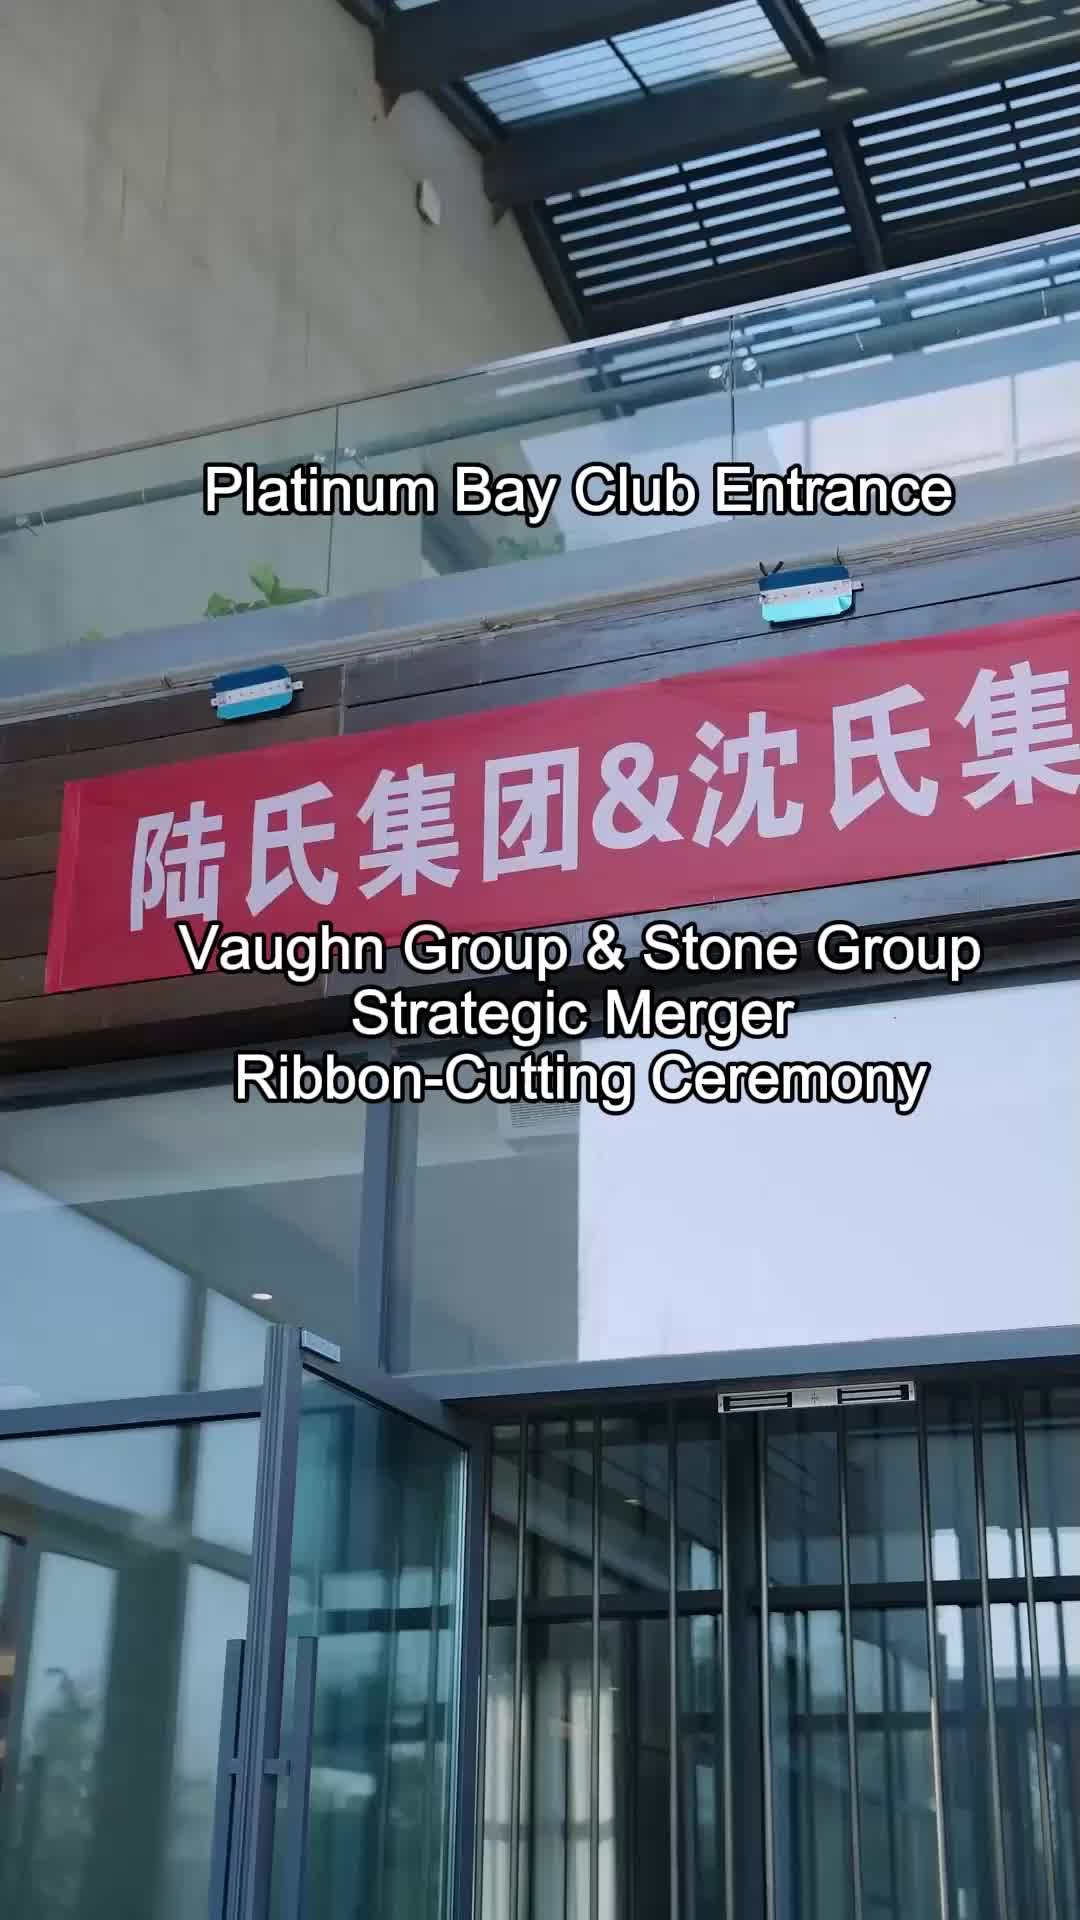 Platinum Bay Club Entrance
陆氏集团&沈氏集
Vaughn Group & Stone Group
Strategic Merger
Ribbon-Cutting Ceremony